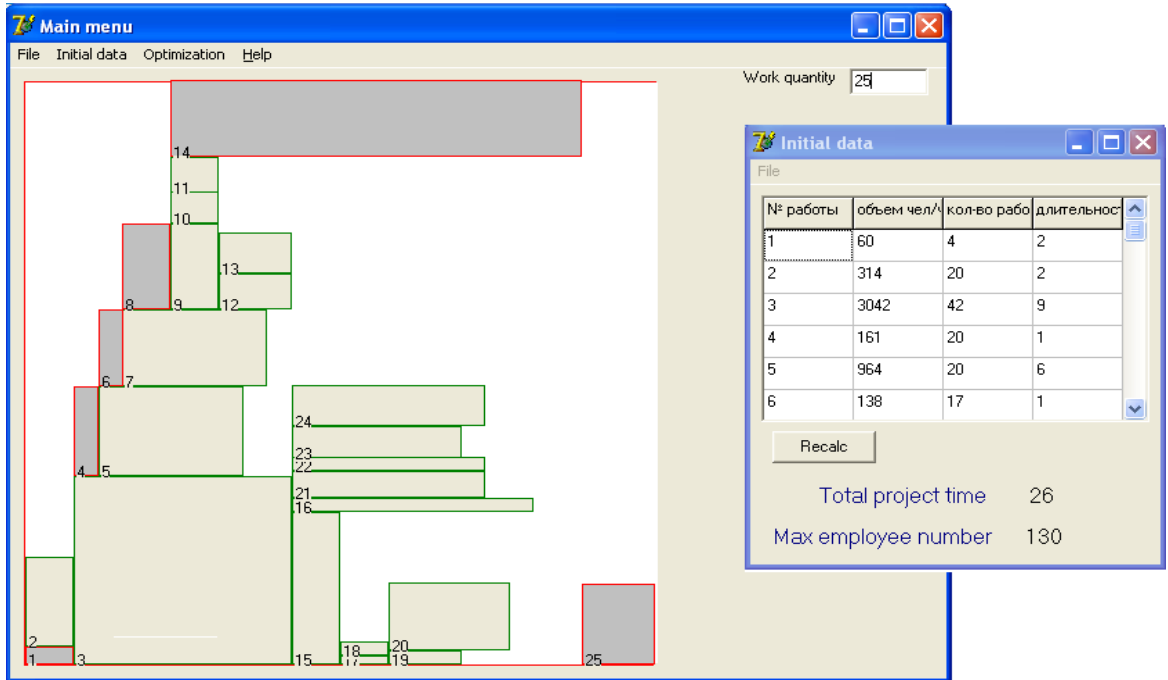 Main menu
File Initial data Optimization Help
Work quantity 25
14
11
10
13
8 9 12
6 7
4 5
24
23
22
21
16
2
1 3 15 18 17 20 19 25
Initial data
File
№ работы объем чел/ч кол-во рабо длительност
1 60 4 2
2 314 20 2
3 3042 42 9
4 161 20 1
5 964 20 6
6 138 17 1
Recalc
Total project time 26
Max employee number 130